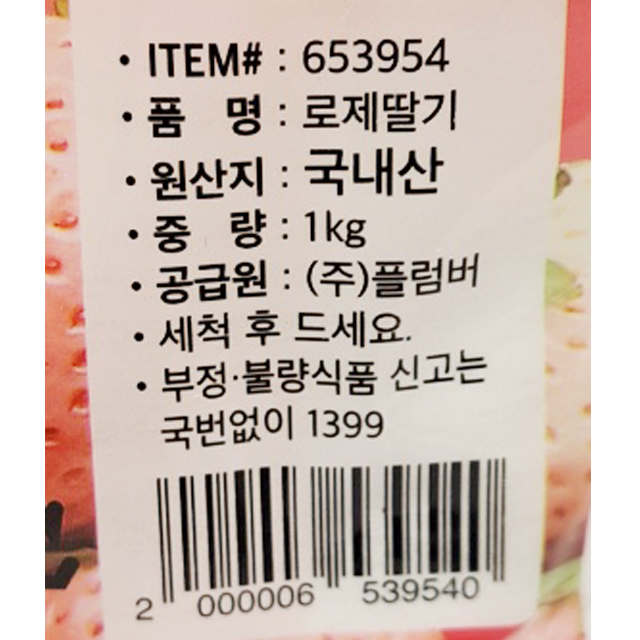 • ITEM# : 653954
• 품 명 : 로제딸기
• 원산지 : 국내산
• 중 량 : 1kg
• 공급원 : (주)플럼버
• 세척 후 드세요.
• 부정·불량식품 신고는
국번없이 1399
2 000006 539540